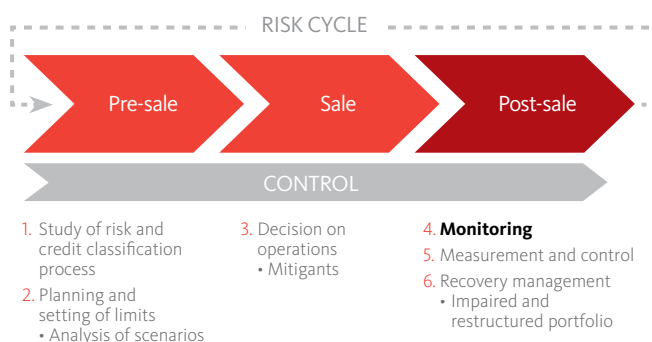 RISK CYCLE
Pre-sale
Sale
Post-sale
CONTROL
1. Study of risk and
credit classification
process
2. Planning and
setting of limits
• Analysis of scenarios
3. Decision on
operations
• Mitigants
4. Monitoring
5. Measurement and control
6. Recovery management
• Impaired and
restructured portfolio